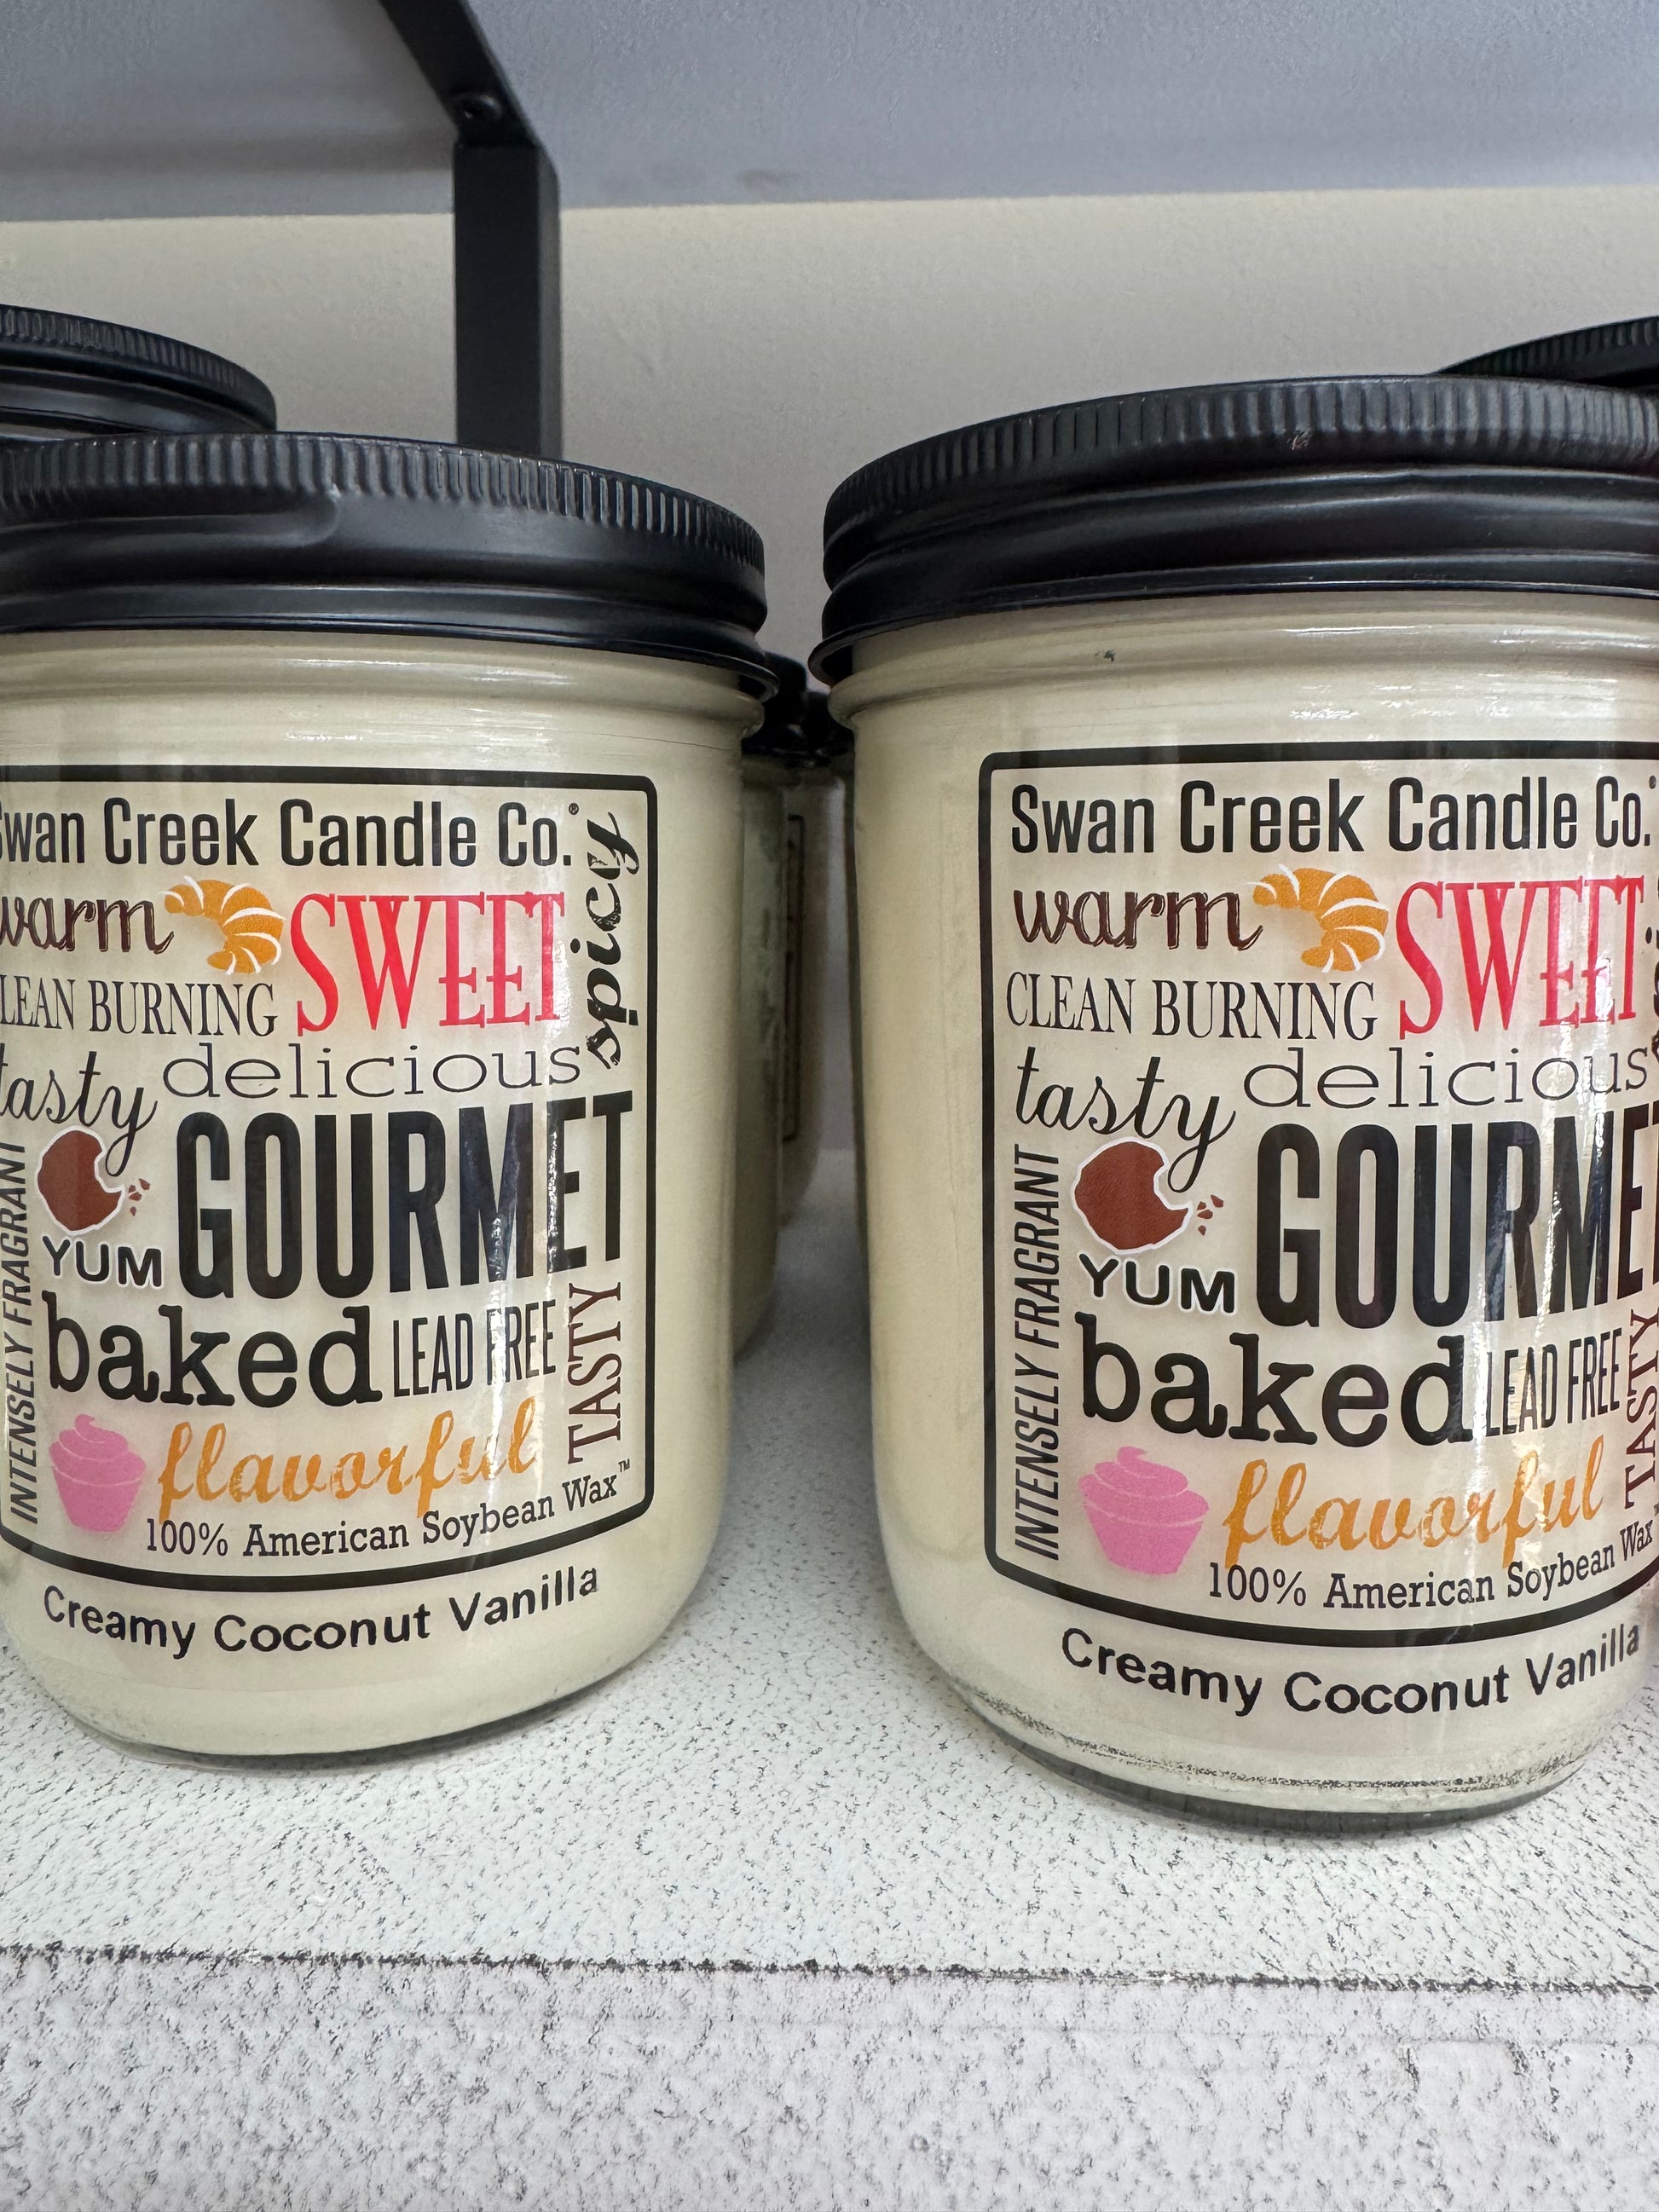 Swan Creek Candle Co.®
warm SWEET spicy
CLEAN BURNING
tasty delicious
INTENSELY FRAGRANT
YUM GOURMET
baked LEAD FREE TASTY
flavorful
100% American Soybean Wax™
Creamy Coconut Vanilla
Swan Creek Candle Co.
warm SWEET
CLEAN BURNING
tasty delicious
INTENSELY FRAGRANT
YUM GOURMET
baked LEAD FREE TASTY
flavorful
100% American Soybean Wax
Creamy Coconut Vanilla